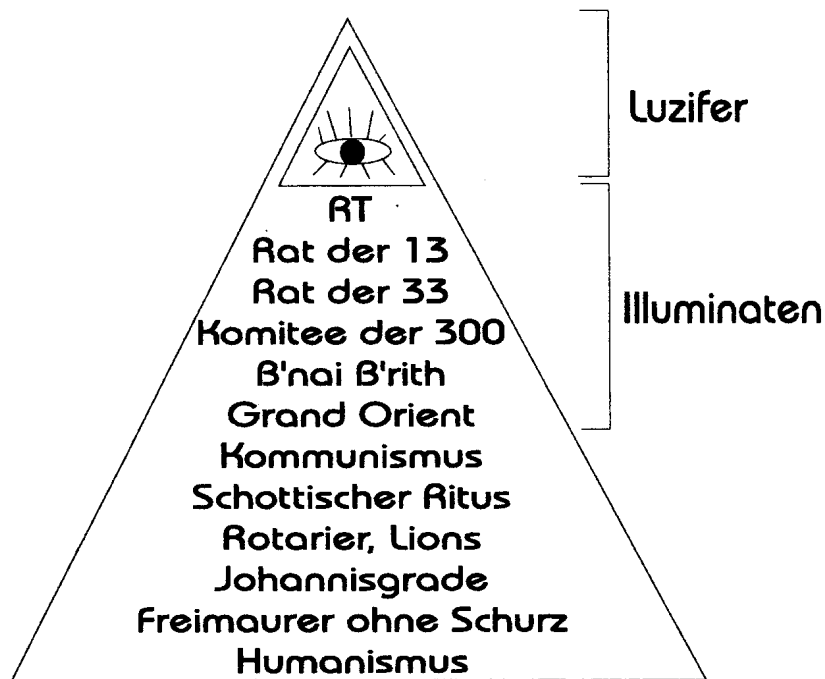 Luzifer
RT
Rat der 13
Rat der 33
Illuminaten
Komitee der 300
B'nai B'rith
Grand Orient
Kommunismus
Schottischer Ritus
Rotarier, Lions
Johannisgrade
Freimaurer ohne Schurz
Humanismus